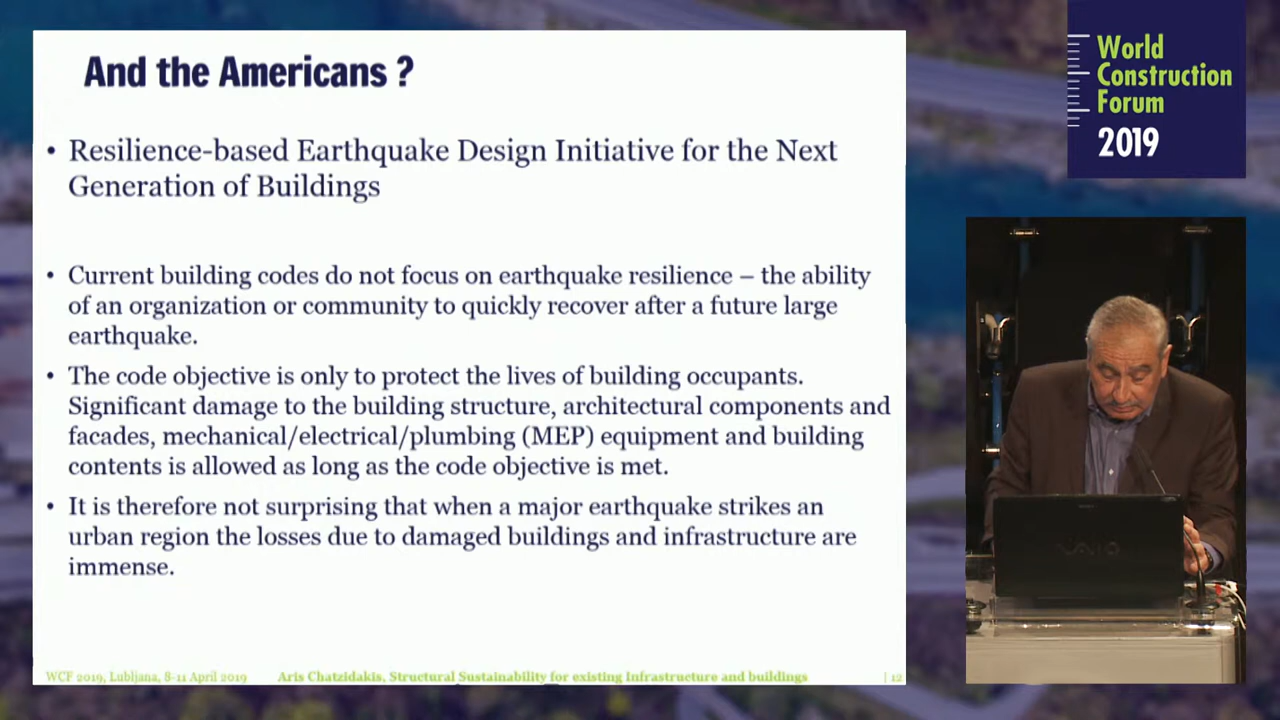 And the Americans ?
• Resilience-based Earthquake Design Initiative for the Next
Generation of Buildings
• Current building codes do not focus on earthquake resilience – the ability
of an organization or community to quickly recover after a future large
earthquake.
• The code objective is only to protect the lives of building occupants.
Significant damage to the building structure, architectural components and
facades, mechanical/electrical/plumbing (MEP) equipment and building
contents is allowed as long as the code objective is met.
• It is therefore not surprising that when a major earthquake strikes an
urban region the losses due to damaged buildings and infrastructure are
immense.
WCF 2019, Lubljana, 8-11 April 2019 Aris Chatzidakis, Structural Sustainability for existing Infrastructure and buildings | 12
World
Construction
Forum
2019
VAIO